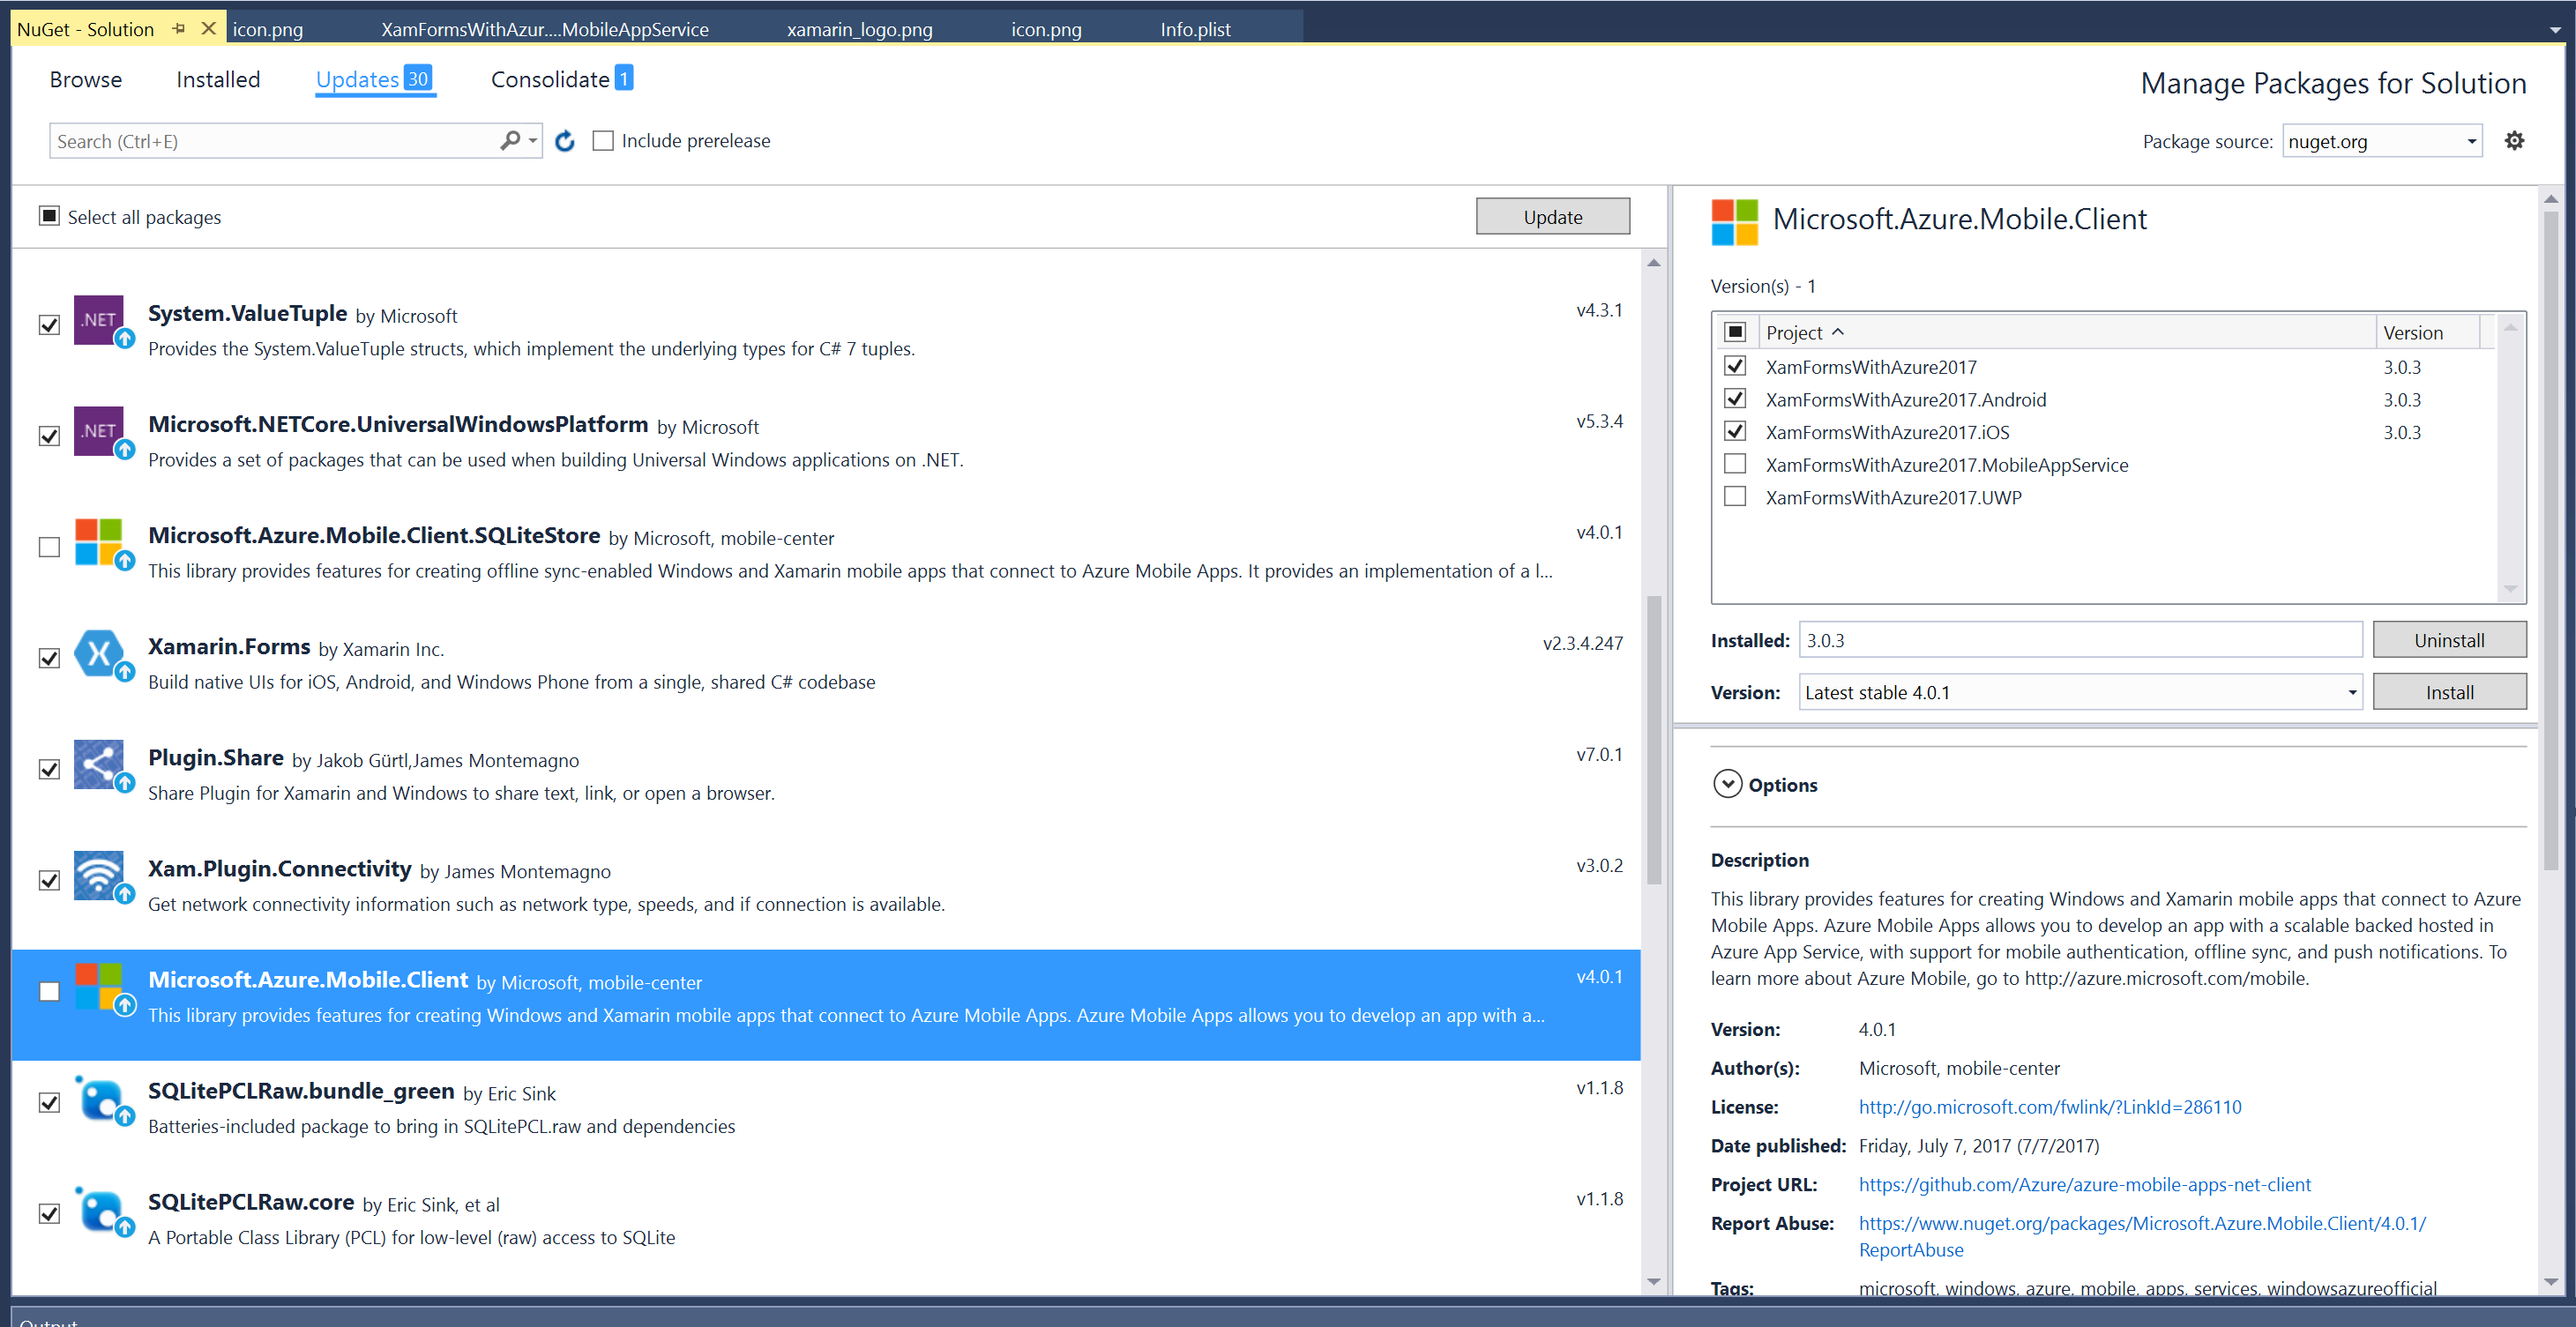 NuGet - Solution
icon.png
XamFormsWithAzur....MobileAppService
xamarin_logo.png
icon.png
Info.plist
Browse
Installed
Updates 30
Consolidate 1
Manage Packages for Solution
Search (Ctrl+E)
Include prerelease
Package source: nuget.org
Select all packages
Update
.NET
System.ValueTuple by Microsoft
v4.3.1
Provides the System.ValueTuple structs, which implement the underlying types for C# 7 tuples.
.NET
Microsoft.NETCore.UniversalWindowsPlatform by Microsoft
v5.3.4
Provides a set of packages that can be used when building Universal Windows applications on .NET.
Microsoft.Azure.Mobile.Client.SQLiteStore by Microsoft, mobile-center
v4.0.1
This library provides features for creating offline sync-enabled Windows and Xamarin mobile apps that connect to Azure Mobile Apps. It provides an implementation of a l...
Xamarin.Forms by Xamarin Inc.
v2.3.4.247
Build native UIs for iOS, Android, and Windows Phone from a single, shared C# codebase
Plugin.Share by Jakob Gürtl,James Montemagno
v7.0.1
Share Plugin for Xamarin and Windows to share text, link, or open a browser.
Xam.Plugin.Connectivity by James Montemagno
v3.0.2
Get network connectivity information such as network type, speeds, and if connection is available.
Microsoft.Azure.Mobile.Client by Microsoft, mobile-center
v4.0.1
This library provides features for creating Windows and Xamarin mobile apps that connect to Azure Mobile Apps. Azure Mobile Apps allows you to develop an app with a...
SQLitePCLRaw.bundle_green by Eric Sink
v1.1.8
Batteries-included package to bring in SQLitePCL.raw and dependencies
SQLitePCLRaw.core by Eric Sink, et al
v1.1.8
A Portable Class Library (PCL) for low-level (raw) access to SQLite
Microsoft.Azure.Mobile.Client
Version(s) - 1
Project
Version
XamFormsWithAzure2017 3.0.3
XamFormsWithAzure2017.Android 3.0.3
XamFormsWithAzure2017.iOS 3.0.3
XamFormsWithAzure2017.MobileAppService
XamFormsWithAzure2017.UWP
Installed: 3.0.3
Uninstall
Version: Latest stable 4.0.1
Install
Options
Description
This library provides features for creating Windows and Xamarin mobile apps that connect to Azure
Mobile Apps. Azure Mobile Apps allows you to develop an app with a scalable backed hosted in
Azure App Service, with support for mobile authentication, offline sync, and push notifications. To
learn more about Azure Mobile, go to http://azure.microsoft.com/mobile.
Version: 4.0.1
Author(s): Microsoft, mobile-center
License: http://go.microsoft.com/fwlink/?LinkId=286110
Date published: Friday, July 7, 2017 (7/7/2017)
Project URL: https://github.com/Azure/azure-mobile-apps-net-client
Report Abuse: https://www.nuget.org/packages/Microsoft.Azure.Mobile.Client/4.0.1/
ReportAbuse
Tags: microsoft, windows, azure, mobile, apps, services, windowsazureofficial
Output